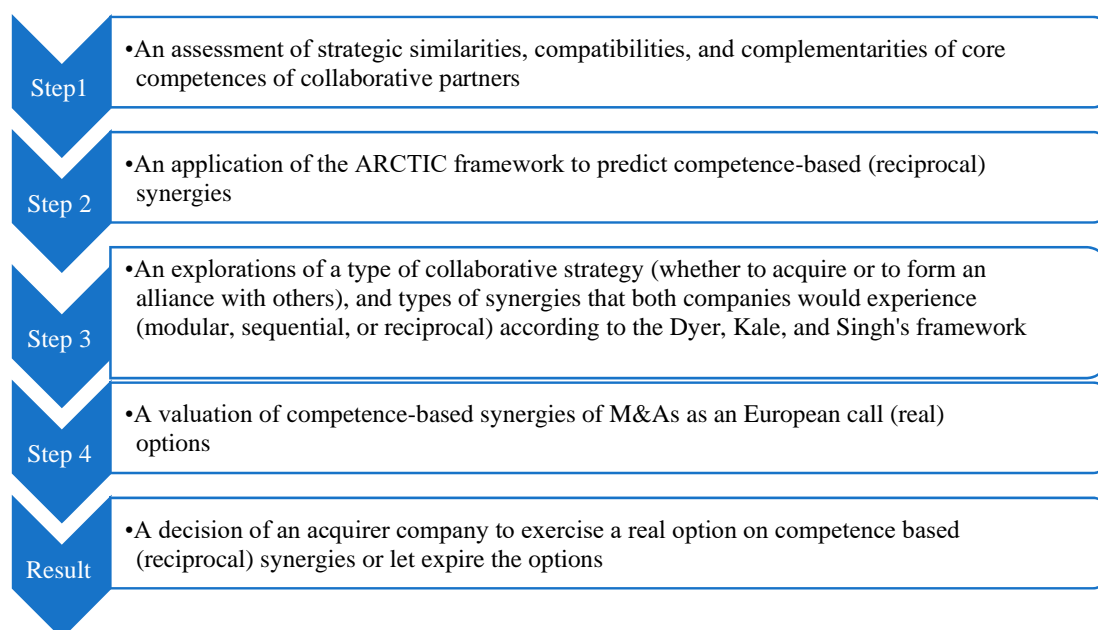 Step1
•An assessment of strategic similarities, compatibilities, and complementarities of core
competences of collaborative partners
Step 2
•An application of the ARCTIC framework to predict competence-based (reciprocal)
synergies
Step 3
•An explorations of a type of collaborative strategy (whether to acquire or to form an
alliance with others), and types of synergies that both companies would experience
(modular, sequential, or reciprocal) according to the Dyer, Kale, and Singh's framework
Step 4
•A valuation of competence-based synergies of M&As as an European call (real)
options
Result
•A decision of an acquirer company to exercise a real option on competence based
(reciprocal) synergies or let expire the options